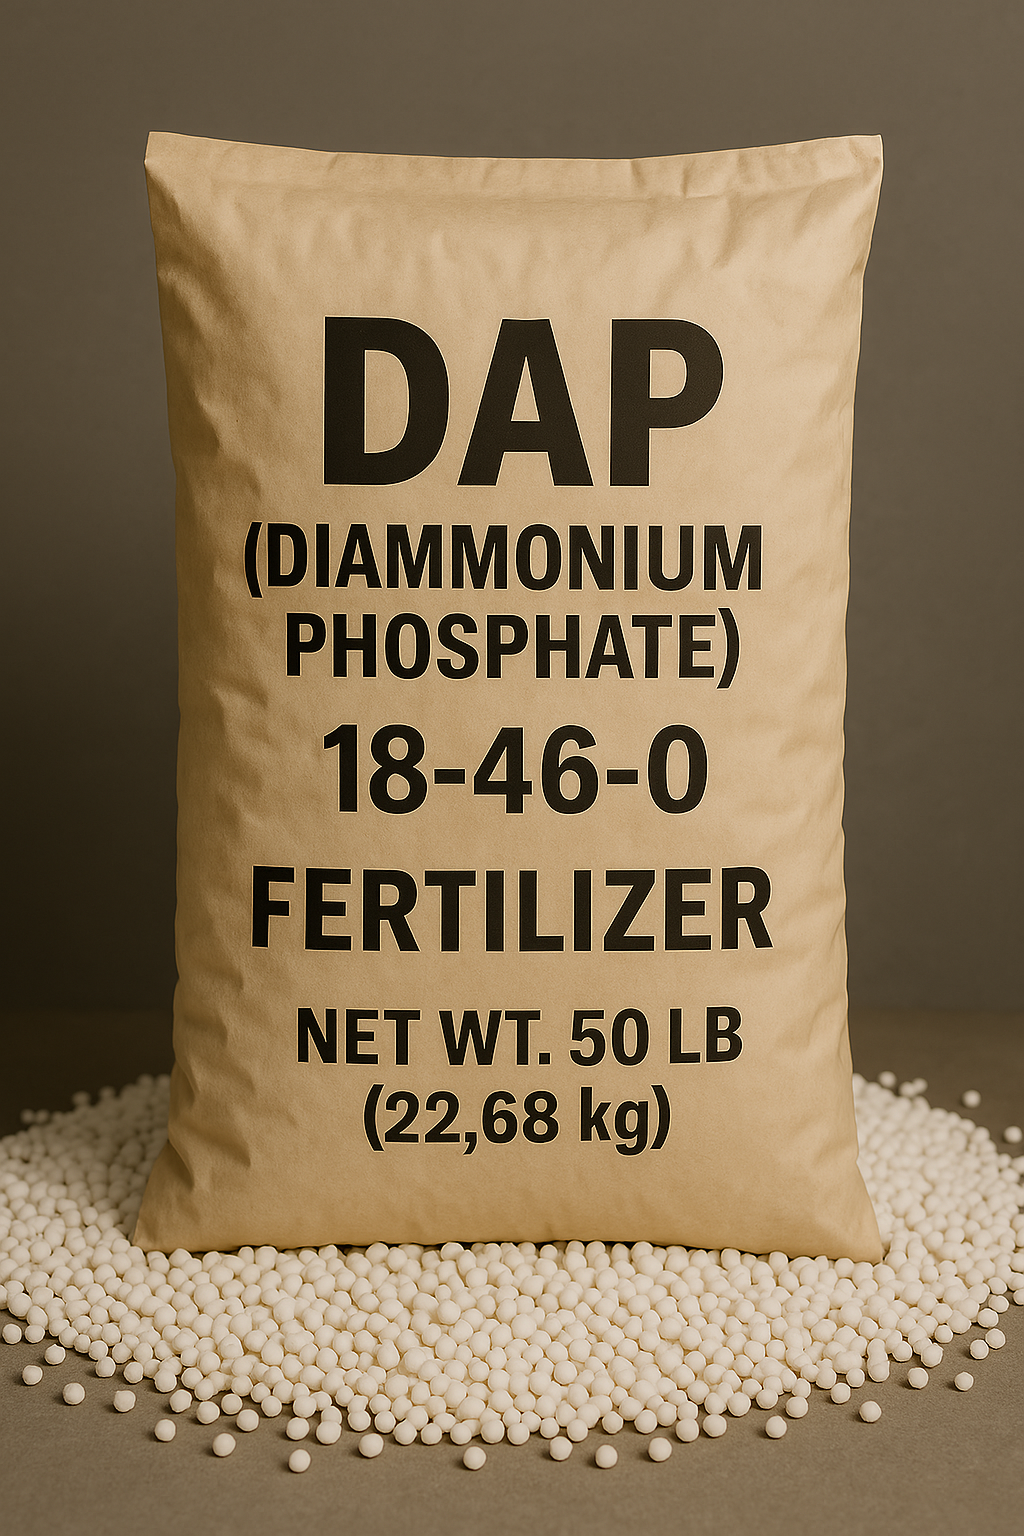 DAP
(DIAMMONIUM
PHOSPHATE)
18-46-0
FERTILIZER
NET WT. 50 LB
(22,68 kg)